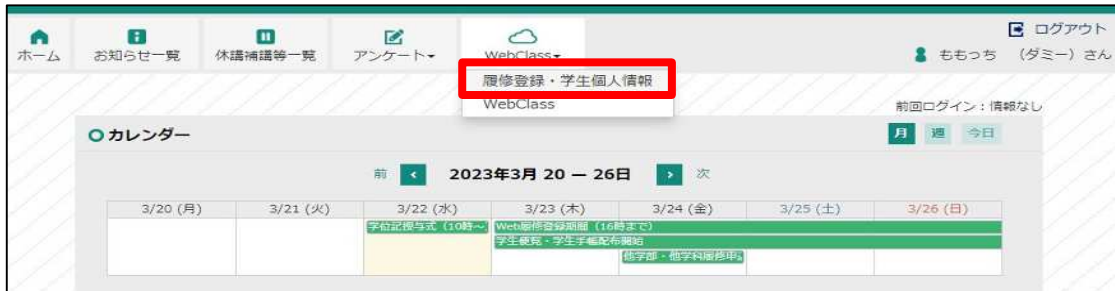 ログアウト
ホーム お知らせ一覧 休講補講等一覧 アンケート▾ WebClass▾ ももっち （ダミー）さん
履修登録・学生個人情報
WebClass
前回ログイン：情報なし
カレンダー 月 週 今日
前 < 2023年3月 20 — 26日 > 次
3/20 (月) 3/21 (火) 3/22 (水) 3/23 (木) 3/24 (金) 3/25 (土) 3/26 (日)
学位記授与式（10時～ Web履修登録期間（16時まで）
学生便覧・学生手帳配布開始
他学部・他学科履修申